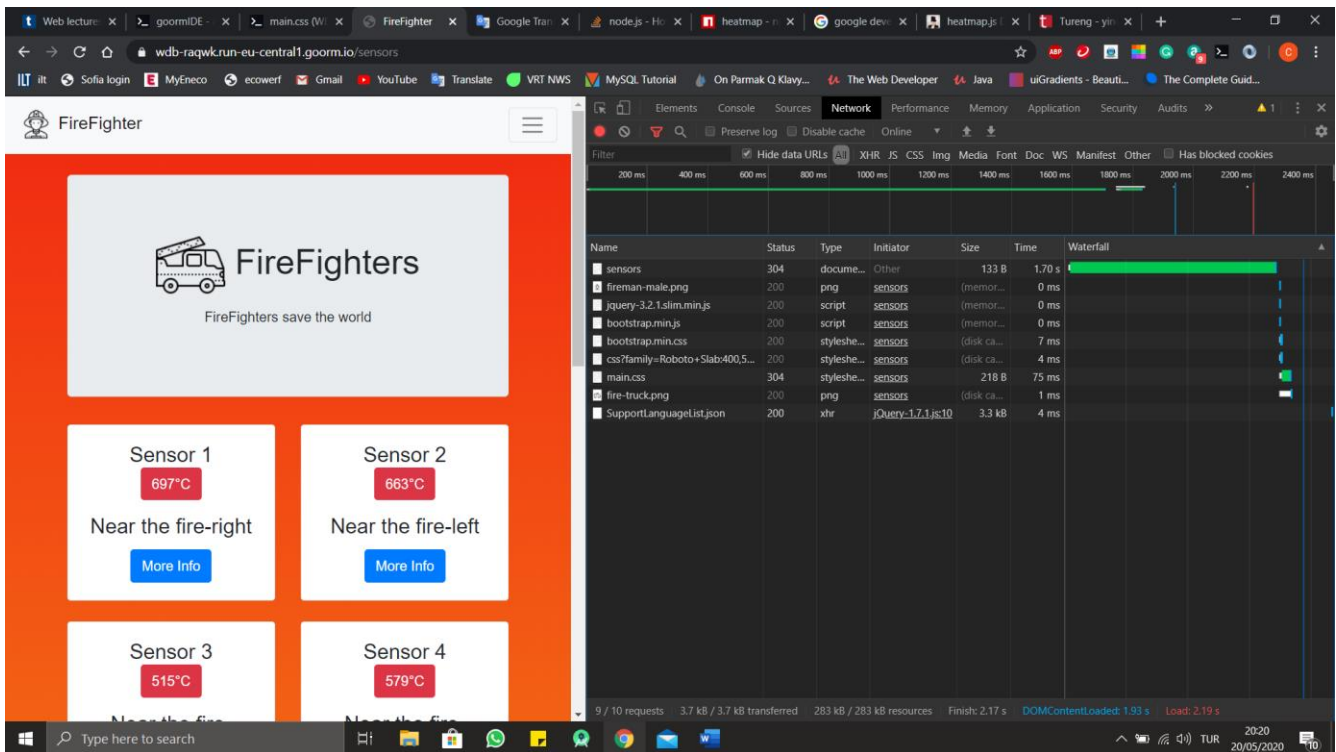 Web lecture: goormIDE - main.css (W FireFighter Google Tran node.js - Ho heatmap - n google deve heatmap.js Tureng - yin
wdb-raqwk.run-eu-central1.goorm.io/sensors
ilt Sofia login MyEneco ecowerf Gmail YouTube Translate VRT NWS MySQL Tutorial On Parmak Q Klavy... The Web Developer Java uiGradients - Beauti... The Complete Guid...
FireFighter
FireFighters
FireFighters save the world
Sensor 1
697°C
Near the fire-right
More Info
Sensor 2
663°C
Near the fire-left
More Info
Sensor 3
515°C
Sensor 4
579°C
Elements Console Sources Network Performance Memory Application Security Audits » 1
Preserve log Disable cache Online
Filter Hide data URLs All XHR JS CSS Img Media Font Doc WS Manifest Other Has blocked cookies
200 ms 400 ms 600 ms 800 ms 1000 ms 1200 ms 1400 ms 1600 ms 1800 ms 2000 ms 2200 ms 2400 ms
Name Status Type Initiator Size Time Waterfall
sensors 304 docume... Other 133 B 1.70 s
fireman-male.png 200 png sensors (memor... 0 ms
jquery-3.2.1.slim.min.js 200 script sensors (memor... 0 ms
bootstrap.min.js 200 script sensors (memor... 0 ms
bootstrap.min.css 200 styleshe... sensors (disk ca... 7 ms
css?family=Roboto+Slab:400,5... 200 styleshe... sensors (disk ca... 4 ms
main.css 304 styleshe... sensors 218 B 75 ms
fire-truck.png 200 png sensors (disk ca... 1 ms
SupportLanguageList.json 200 xhr jQuery-1.7.1.js:10 3.3 kB 4 ms
9 / 10 requests 3.7 kB / 3.7 kB transferred 283 kB / 283 kB resources Finish: 2.17 s DOMContentLoaded: 1.93 s Load: 2.19 s
Type here to search
TUR
20:20
20/05/2020